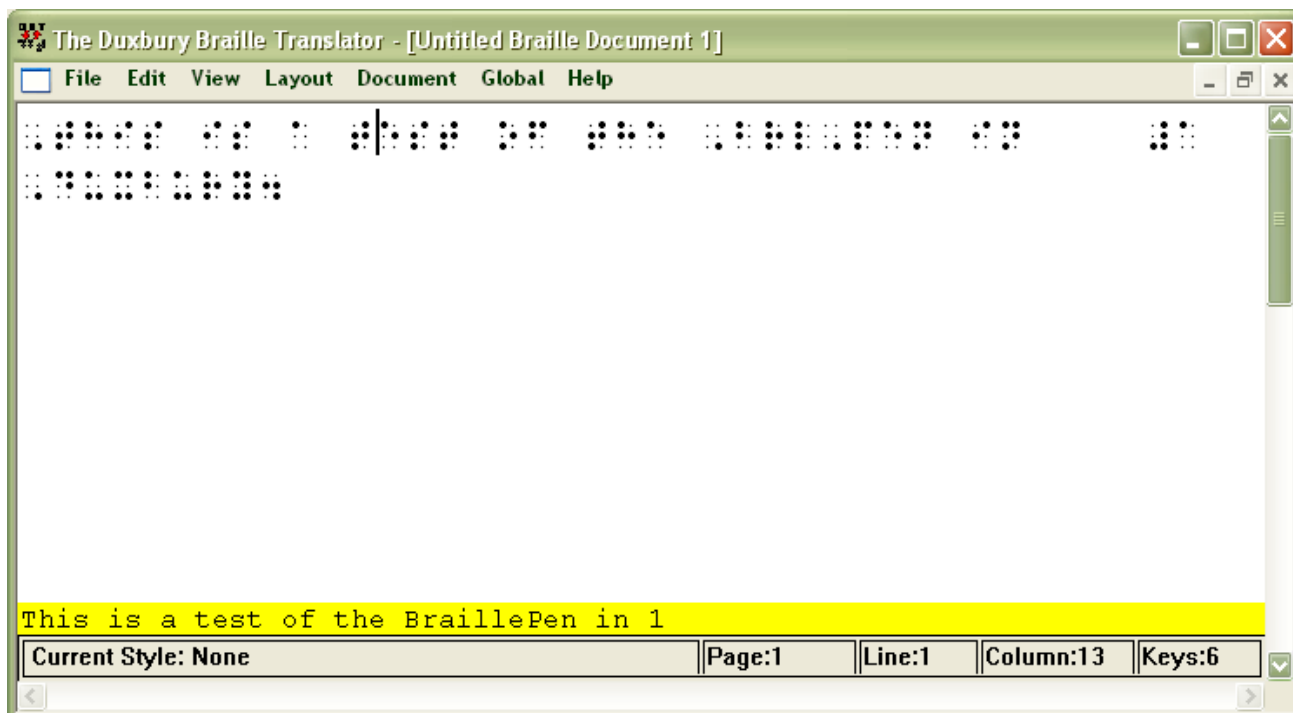 The Duxbury Braille Translator - [Untitled Braille Document 1]
File Edit View Layout Document Global Help
⠠⠞⠓⠊⠎ ⠊⠎ ⠁ ⠞⠑⠎⠞ ⠕⠋ ⠞⠓⠑ ⠠⠃⠗⠇⠠⠏⠑⠝ ⠊⠝ ⠼⠁
⠠⠙⠥⠭⠃⠥⠗⠽⠲
This is a test of the BraillePen in 1
Current Style: None Page:1 Line:1 Column:13 Keys:6